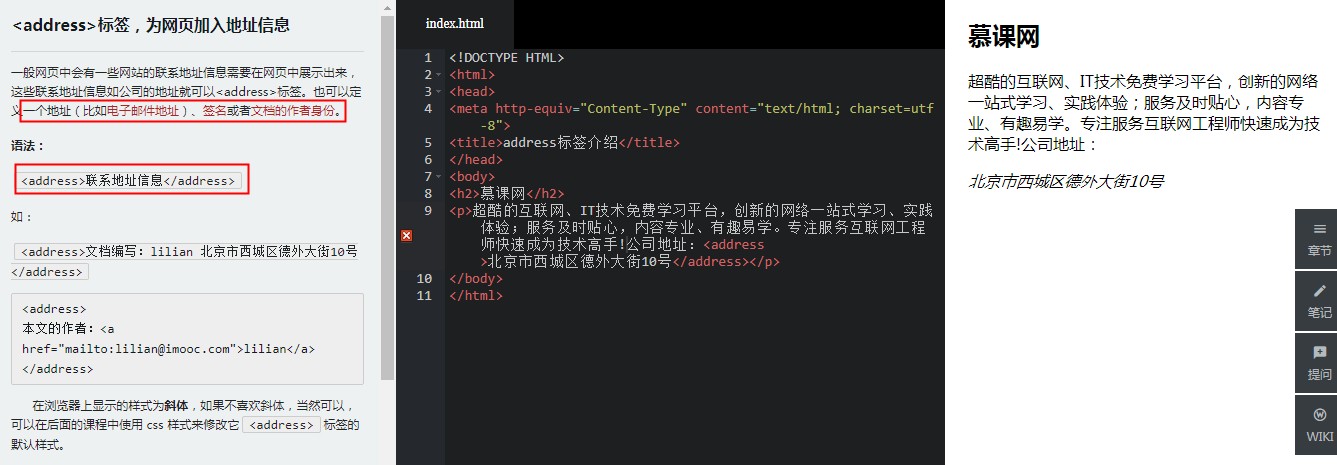 <address>标签，为网页加入地址信息
一般网页中会有一些网站的联系地址信息需要在网页中展示出来，
这些联系地址信息如公司的地址就可以<address>标签。也可以定
义一个地址（比如电子邮件地址）、签名或者文档的作者身份。
语法：
<address>联系地址信息</address>
如：
<address>文档编写：lilian 北京市西城区德外大街10号
</address>
<address>
本文的作者：<a
href="mailto:lilian@imooc.com">lilian</a>
</address>
在浏览器上显示的样式为斜体，如果不喜欢斜体，当然可以，
可以在后面的课程中使用 css 样式来修改它 <address> 标签的
默认样式。
index.html
1 <!DOCTYPE HTML>
2 <html>
3 <head>
4 <meta http-equiv="Content-Type" content="text/html; charset=utf
-8">
5 <title>address标签介绍</title>
6 </head>
7 <body>
8 <h2>慕课网</h2>
9 <p>超酷的互联网、IT技术免费学习平台，创新的网络一站式学习、实践
体验；服务及时贴心，内容专业、有趣易学。专注服务互联网工程
师快速成为技术高手!公司地址：<address
>北京市西城区德外大街10号</address></p>
10 </body>
11 </html>
慕课网
超酷的互联网、IT技术免费学习平台，创新的网络
一站式学习、实践体验；服务及时贴心，内容专
业、有趣易学。专注服务互联网工程师快速成为技
术高手!公司地址：
北京市西城区德外大街10号
章节
笔记
提问
WIKI